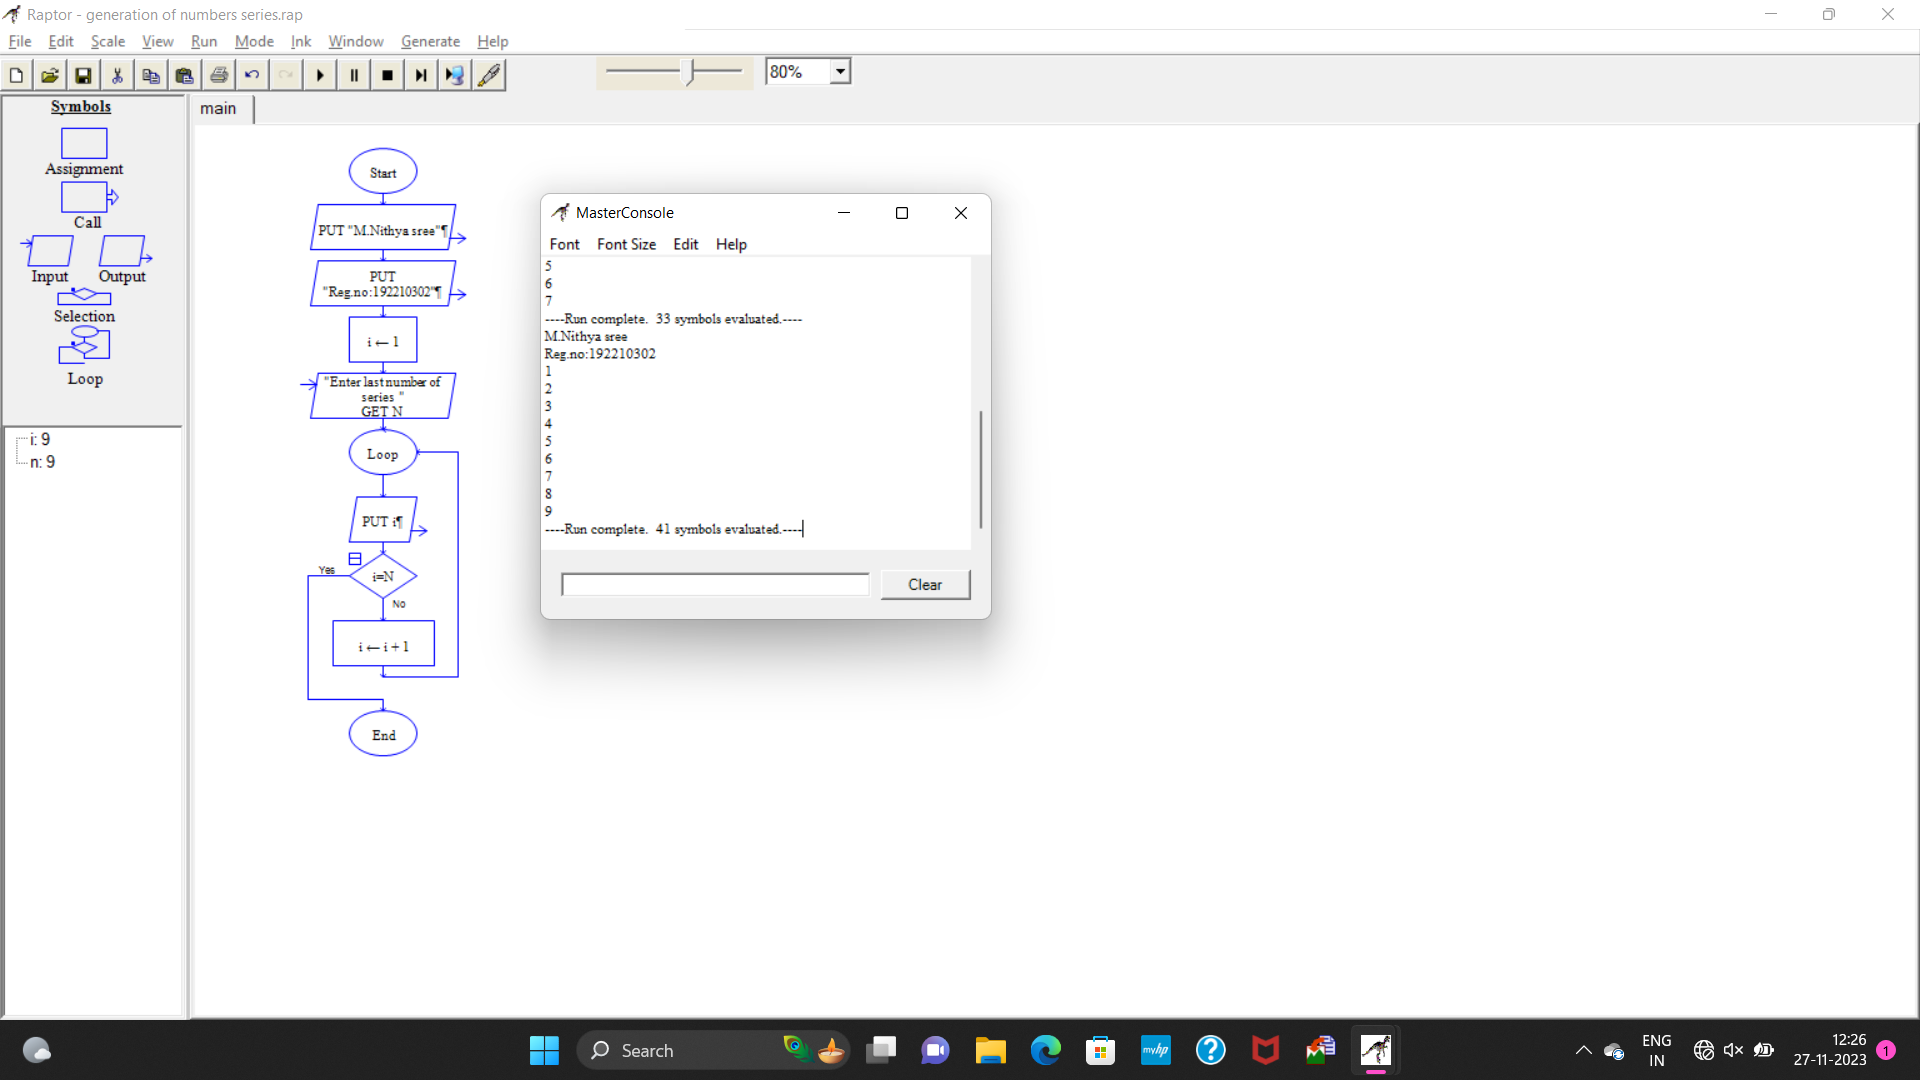 Raptor - generation of numbers series.rap
File Edit Scale View Run Mode Ink Window Generate Help
80%
Symbols
main
Assignment
Call
Input Output
Selection
Loop
i: 9
n: 9
Start
PUT "M.Nithya sree"¶
PUT
"Reg.no:192210302"¶
i ← 1
"Enter last number of
series "
GET N
Loop
PUT i¶
Yes
i=N
No
i ← i + 1
End
MasterConsole
Font Font Size Edit Help
5
6
7
----Run complete. 33 symbols evaluated.----
M.Nithya sree
Reg.no:192210302
1
2
3
4
5
6
7
8
9
----Run complete. 41 symbols evaluated.----
Clear
Search
myhp
ENG
IN
12:26
27-11-2023
1